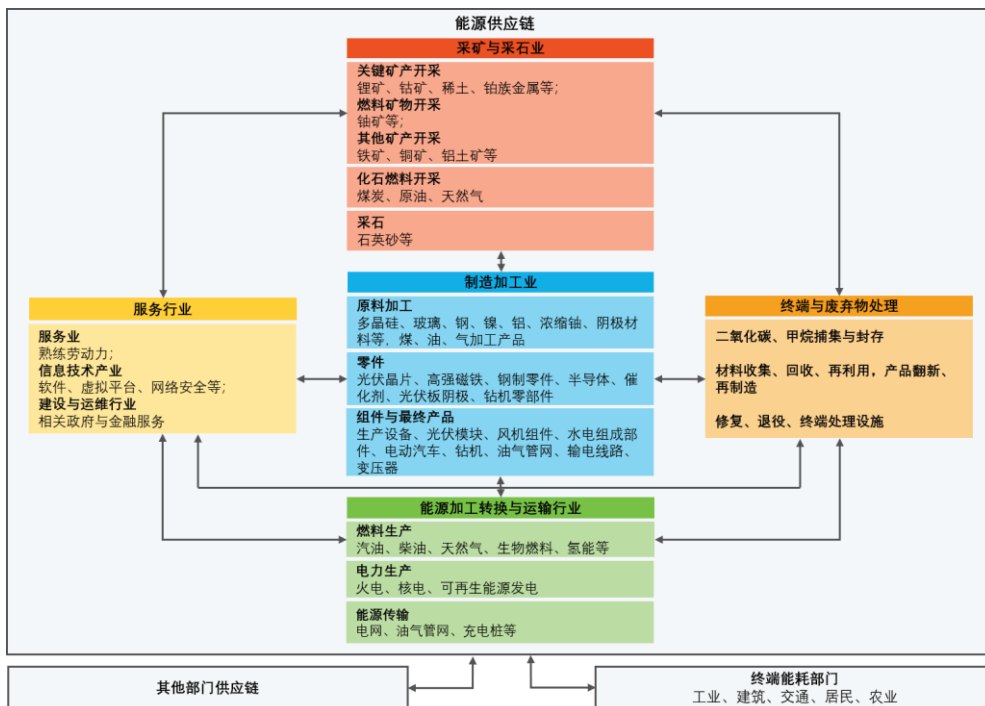 能源供应链
采矿与采石业
关键矿产开采
锂矿、钴矿、稀土、铂族金属等;
燃料矿物开采
铀矿等;
其他矿产开采
铁矿、铜矿、铝土矿等
化石燃料开采
煤炭、原油、天然气
采石
石英砂等
制造加工业
原料加工
多晶硅、玻璃、钢、镍、铝、浓缩铀、阴极材
料等，煤、油、气加工产品
零件
光伏晶片、高强磁铁、钢制零件、半导体、催
化剂、光伏板阴极、钻机零部件
组件与最终产品
生产设备、光伏模块、风机组件、水电组成部
件、电动汽车、钻机、油气管网、输电线路、
变压器
服务行业
服务业
熟练劳动力;
信息技术产业
软件、虚拟平台、网络安全等;
建设与运维行业
相关政府与金融服务
终端与废弃物处理
二氧化碳、甲烷捕集与封存
材料收集、回收、再利用，产品翻新、
再制造
修复、退役、终端处理设施
能源加工转换与运输行业
燃料生产
汽油、柴油、天然气、生物燃料、氢能等
电力生产
火电、核电、可再生能源发电
能源传输
电网、油气管网、充电桩等
其他部门供应链
终端能耗部门
工业、建筑、交通、居民、农业